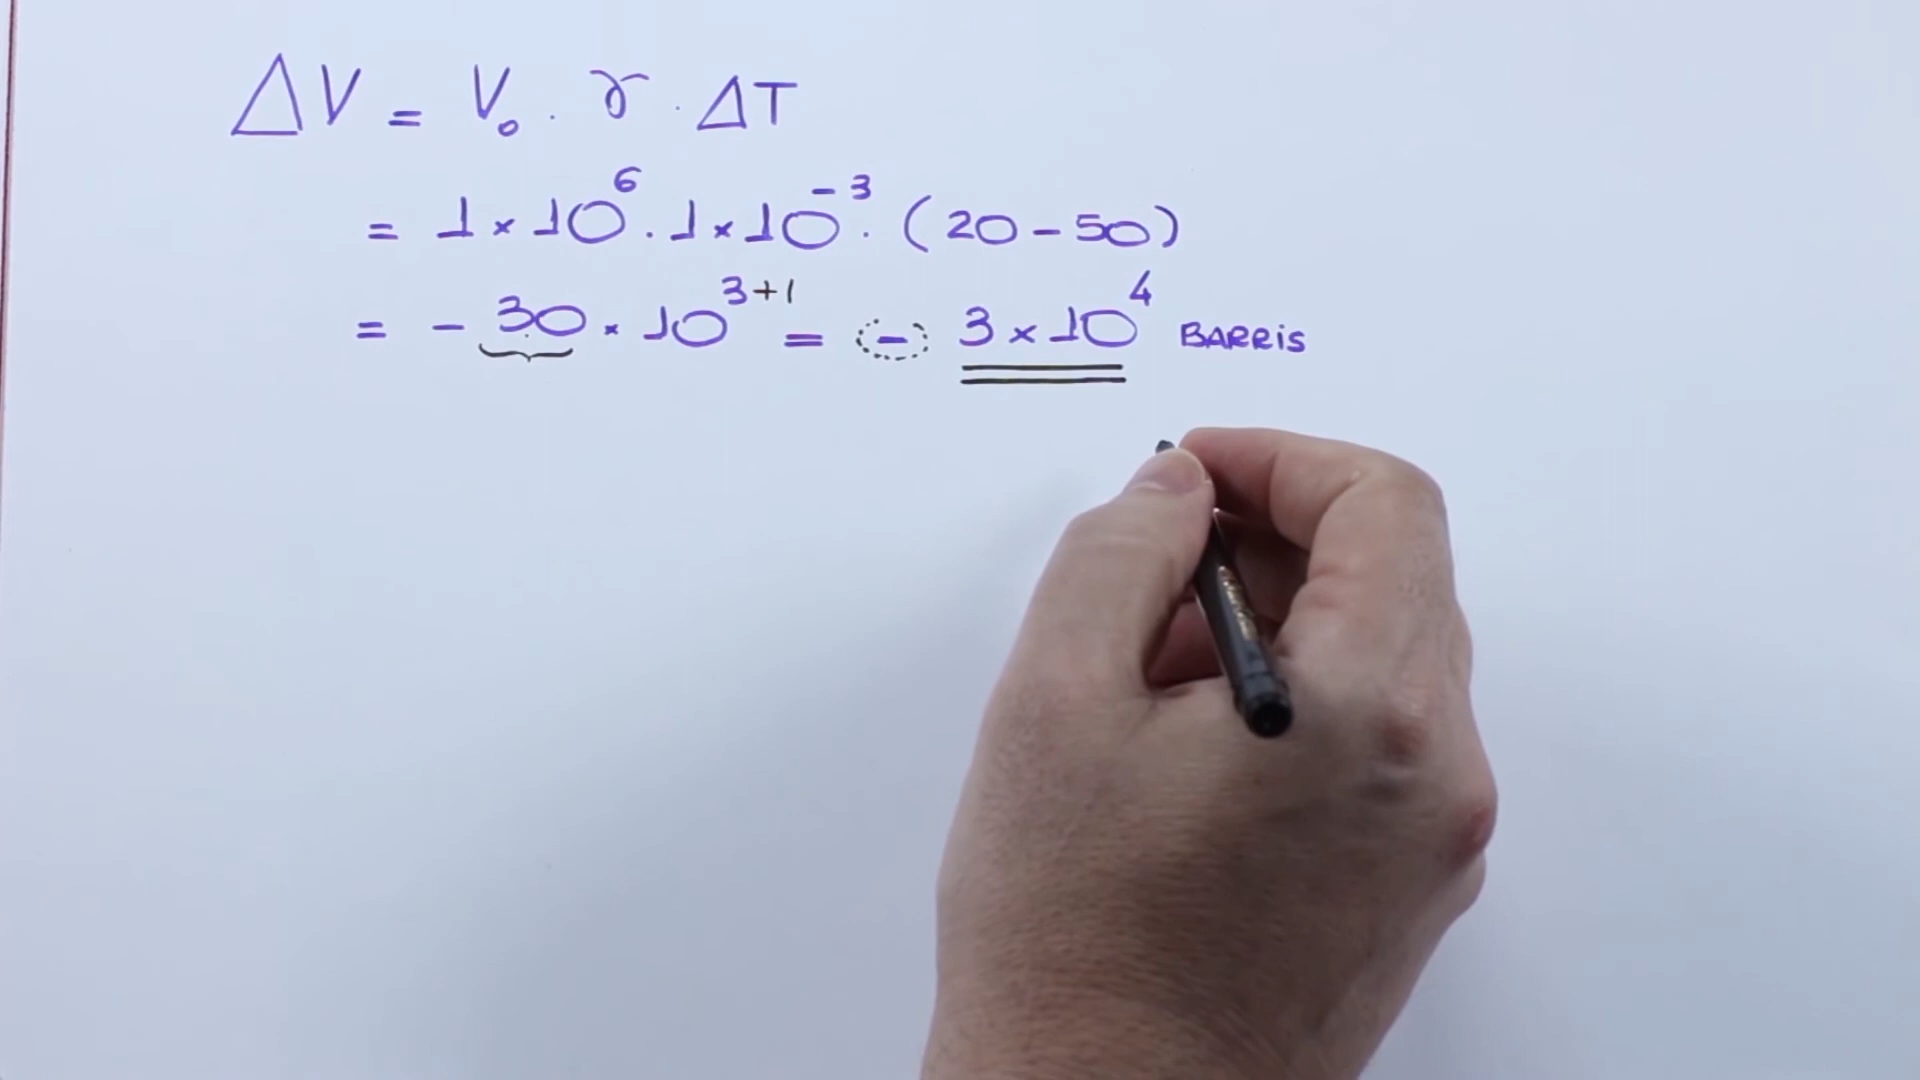 ΔV = V₀ · γ · ΔT
= 1 × 10⁶ · 1 × 10⁻³ · (20 - 50)
= - 30 × 10³⁺¹ = - 3 × 10⁴ BARRiS